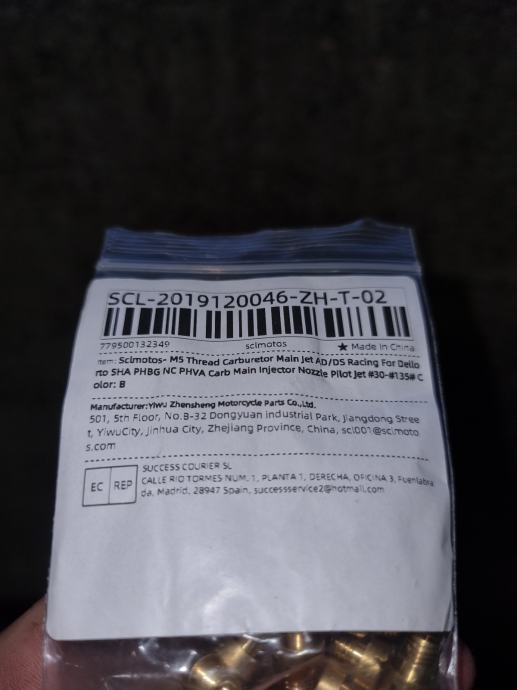 SCL-2019120046-ZH-T-02
779500132349 scimotos ★ Made in China
Item: Scimotos- M5 Thread Carburetor Main Jet AD/DS Racing For Dello
rto SHA PHBG NC PHVA Carb Main Injector Nozzle Pilot Jet #30-#135# C
olor: B
Manufacturer:Yiwu Zhensheng Motorcycle Parts Co.,Ltd.
501, 5th Floor, No.B-32 Dongyuan industrial Park, Jiangdong Stree
t, YiwuCity, Jinhua City, Zhejiang Province, China, scl001@scimoto
s.com
EC REP
SUCCESS COURIER SL
CALLE RIO TORMES NUM. 1, PLANTA 1, DERECHA, OFICINA 3, Fuenlabra
da, Madrid, 28947 Spain, successservice2@hotmail.com